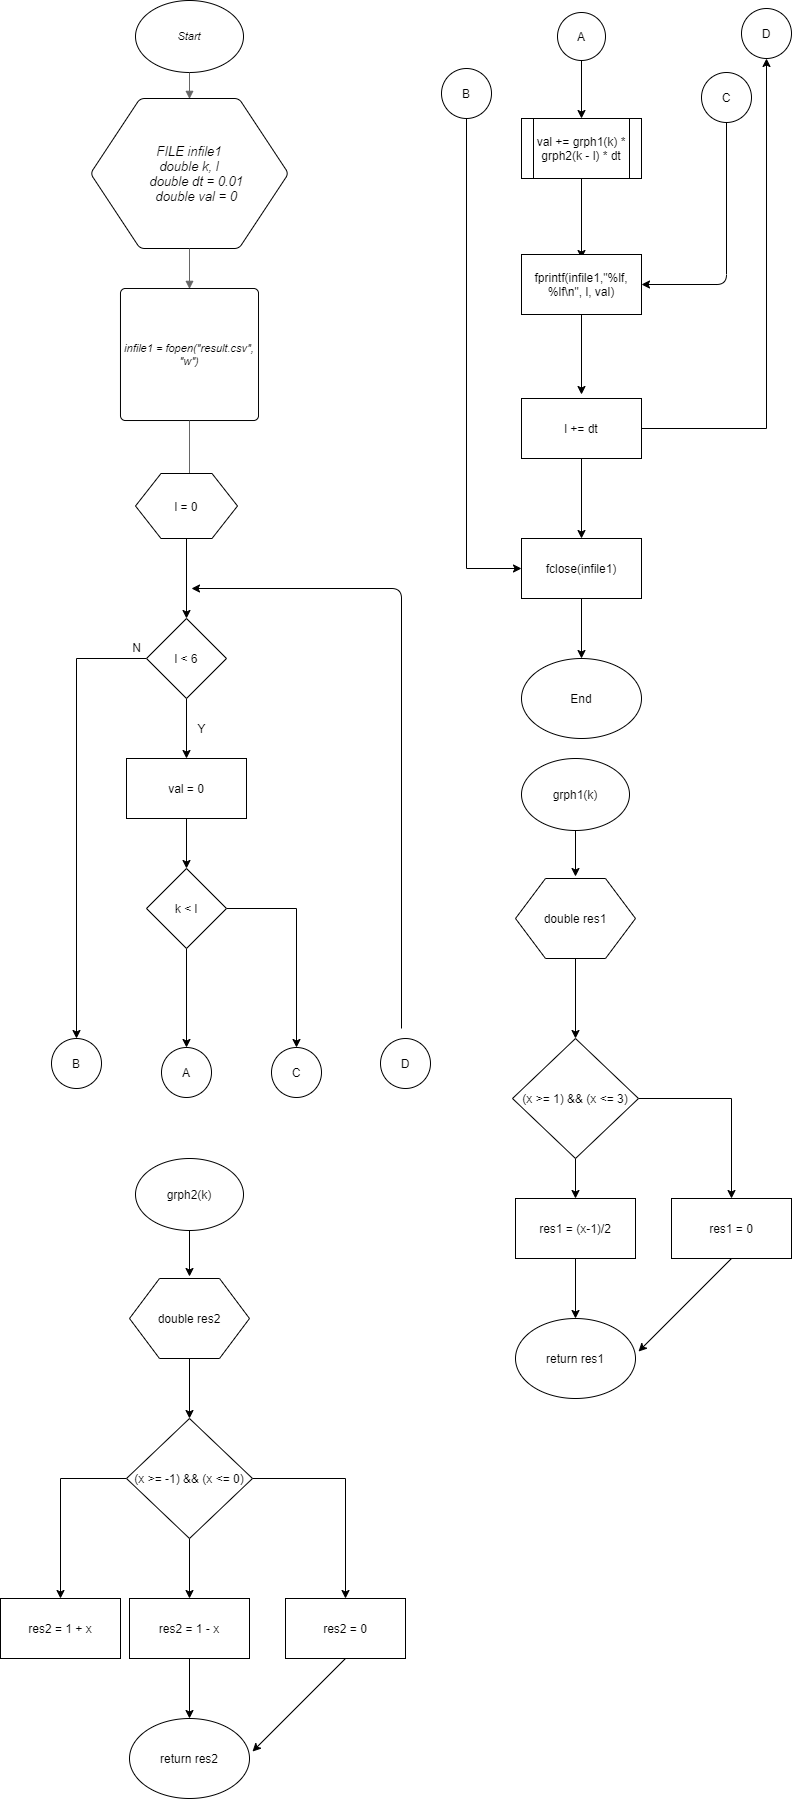 Start
FILE infile1
double k, l
double dt = 0.01
double val = 0
infile1 = fopen("result.csv",
"w")
l = 0
l < 6
N
Y
val = 0
k < l
B
A
C
D
A
D
B
C
val += grph1(k) *
grph2(k - l) * dt
fprintf(infile1,"%lf,
%lf\n", l, val)
l += dt
fclose(infile1)
End
grph1(k)
double res1
(x >= 1) && (x <= 3)
res1 = (x-1)/2
res1 = 0
return res1
grph2(k)
double res2
(x >= -1) && (x <= 0)
res2 = 1 + x
res2 = 1 - x
res2 = 0
return res2